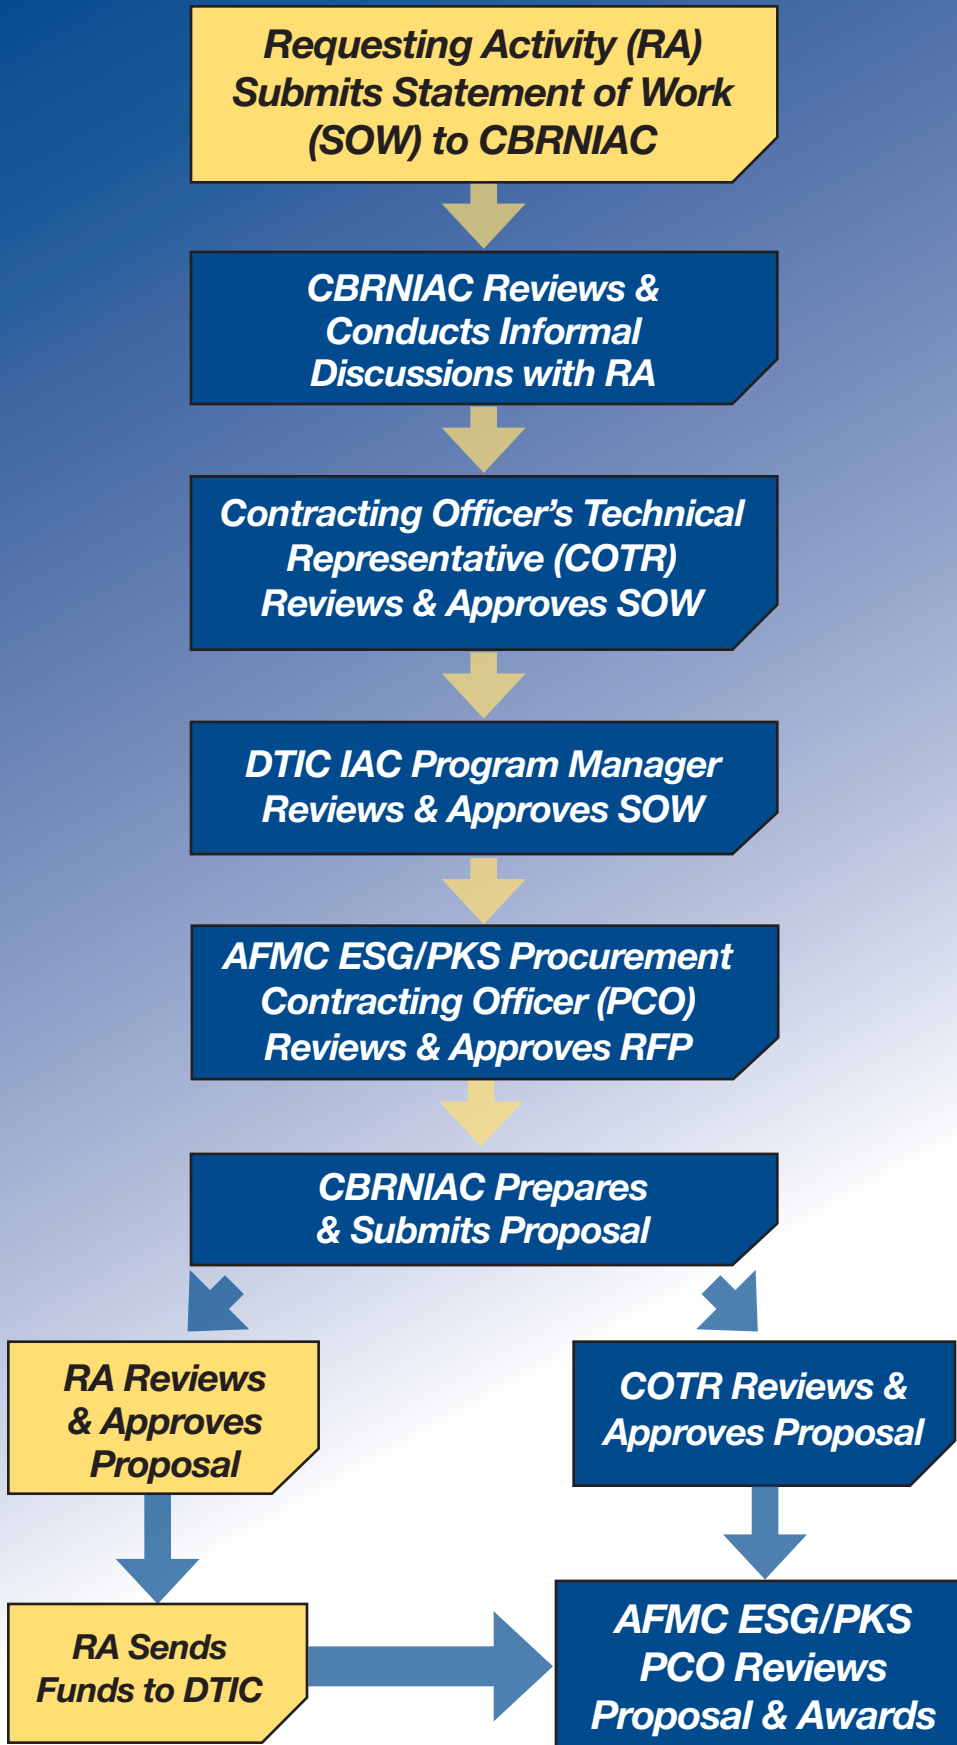 Requesting Activity (RA)
Submits Statement of Work
(SOW) to CBRNIAC
CBRNIAC Reviews &
Conducts Informal
Discussions with RA
Contracting Officer's Technical
Representative (COTR)
Reviews & Approves SOW
DTIC IAC Program Manager
Reviews & Approves SOW
AFMC ESG/PKS Procurement
Contracting Officer (PCO)
Reviews & Approves RFP
CBRNIAC Prepares
& Submits Proposal
RA Reviews
& Approves
Proposal
COTR Reviews &
Approves Proposal
RA Sends
Funds to DTIC
AFMC ESG/PKS
PCO Reviews
Proposal & Awards